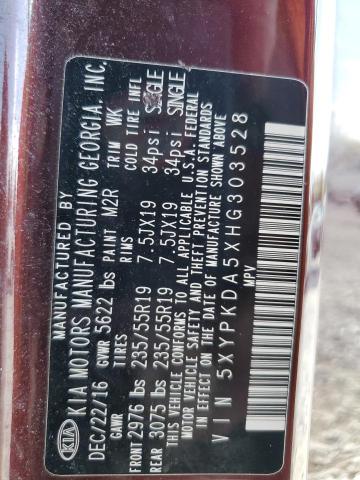 MANUFACTURED BY
KIA KIA MOTORS MANUFACTURING GEORGIA, INC.
DEC/22/16 GVWR 5622 lbs PAINT M2R TRIM WK
GAWR TIRES RIMS COLD TIRE INFL
FRONT 2976 lbs 235/55R19 7.5JX19 34psi SINGLE
REAR 3075 lbs 235/55R19 7.5JX19 34psi SINGLE
THIS VEHICLE CONFORMS TO ALL APPLICABLE U.S.A. FEDERAL
MOTOR VEHICLE SAFETY AND THEFT PREVENTION STANDARDS
IN EFFECT ON THE DATE OF MANUFACTURE SHOWN ABOVE
VIN 5XYPKDA5XHG303528
MPV